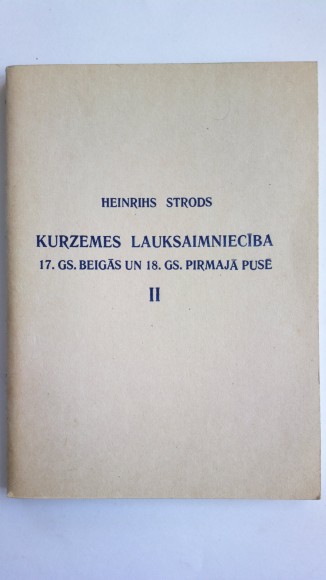 HEINRIHS STRODS
KURZEMES LAUKSAIMNIECĪBA
17. GS. BEIGĀS UN 18. GS. PIRMAJĀ PUSĒ
II